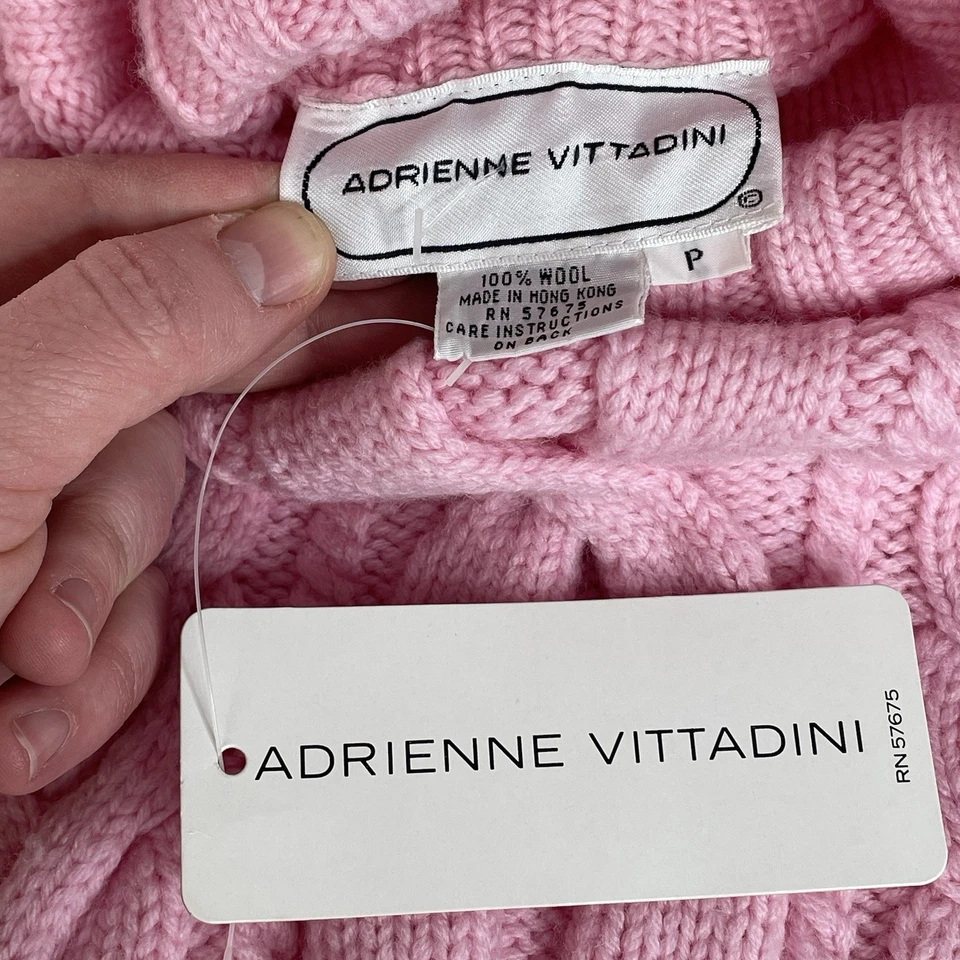 ADRIENNE VITTADINI
®
P
100% WOOL
MADE IN HONG KONG
RN 57675
CARE INSTRUCTIONS
ON BACK
ADRIENNE VITTADINI
RN 57675